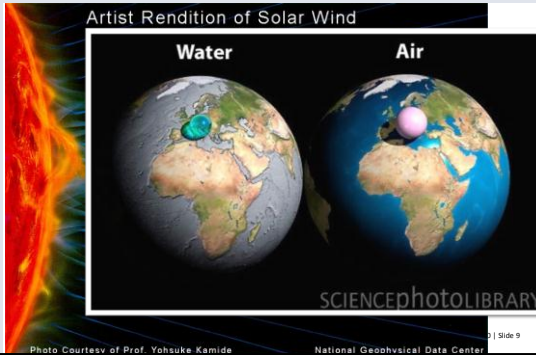 Artist Rendition of Solar Wind
Water
Air
SCIENCEphotoLIBRARY
| Slide 9
Photo Courtesy of Prof. Yohsuke Kamide
National Geophysical Data Center